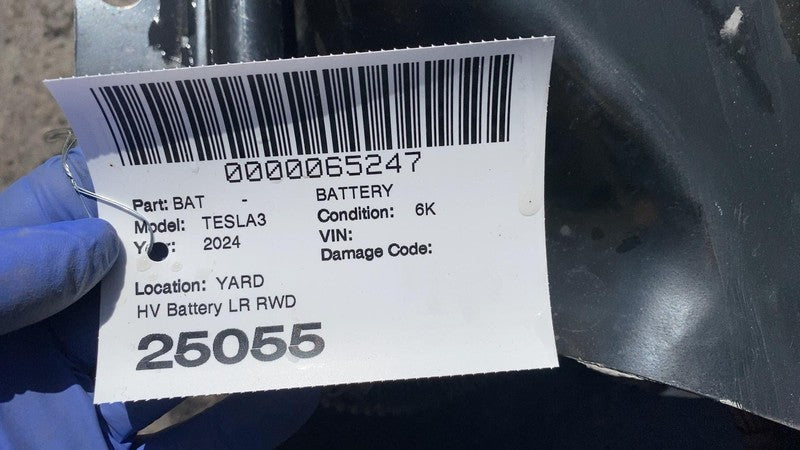 0000065247
Part: BAT - BATTERY
Model: TESLA3 Condition: 6K
Year: 2024 VIN:
Damage Code:
Location: YARD
HV Battery LR RWD
25055